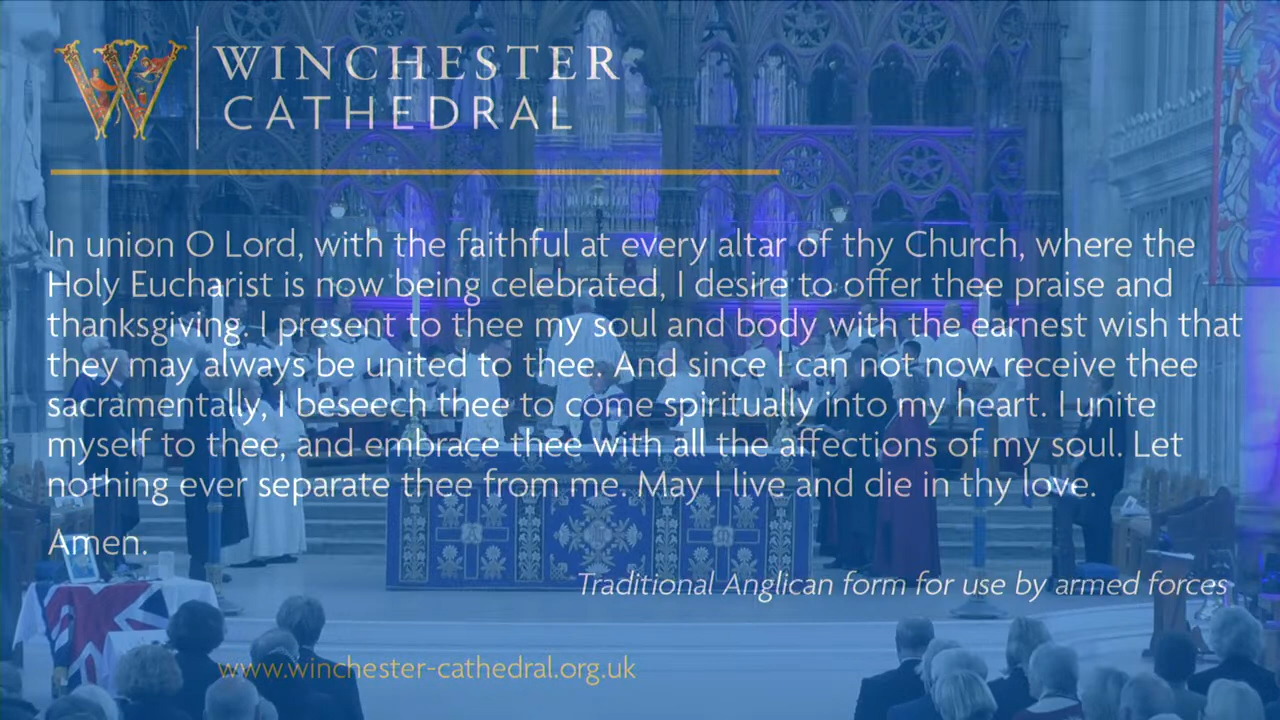 WINCHESTER
CATHEDRAL
In union O Lord, with the faithful at every altar of thy Church, where the
Holy Eucharist is now being celebrated, I desire to offer thee praise and
thanksgiving. I present to thee my soul and body with the earnest wish that
they may always be united to thee. And since I can not now receive thee
sacramentally, I beseech thee to come spiritually into my heart. I unite
myself to thee, and embrace thee with all the affections of my soul. Let
nothing ever separate thee from me. May I live and die in thy love.
Amen.
Traditional Anglican form for use by armed forces
www.winchester-cathedral.org.uk